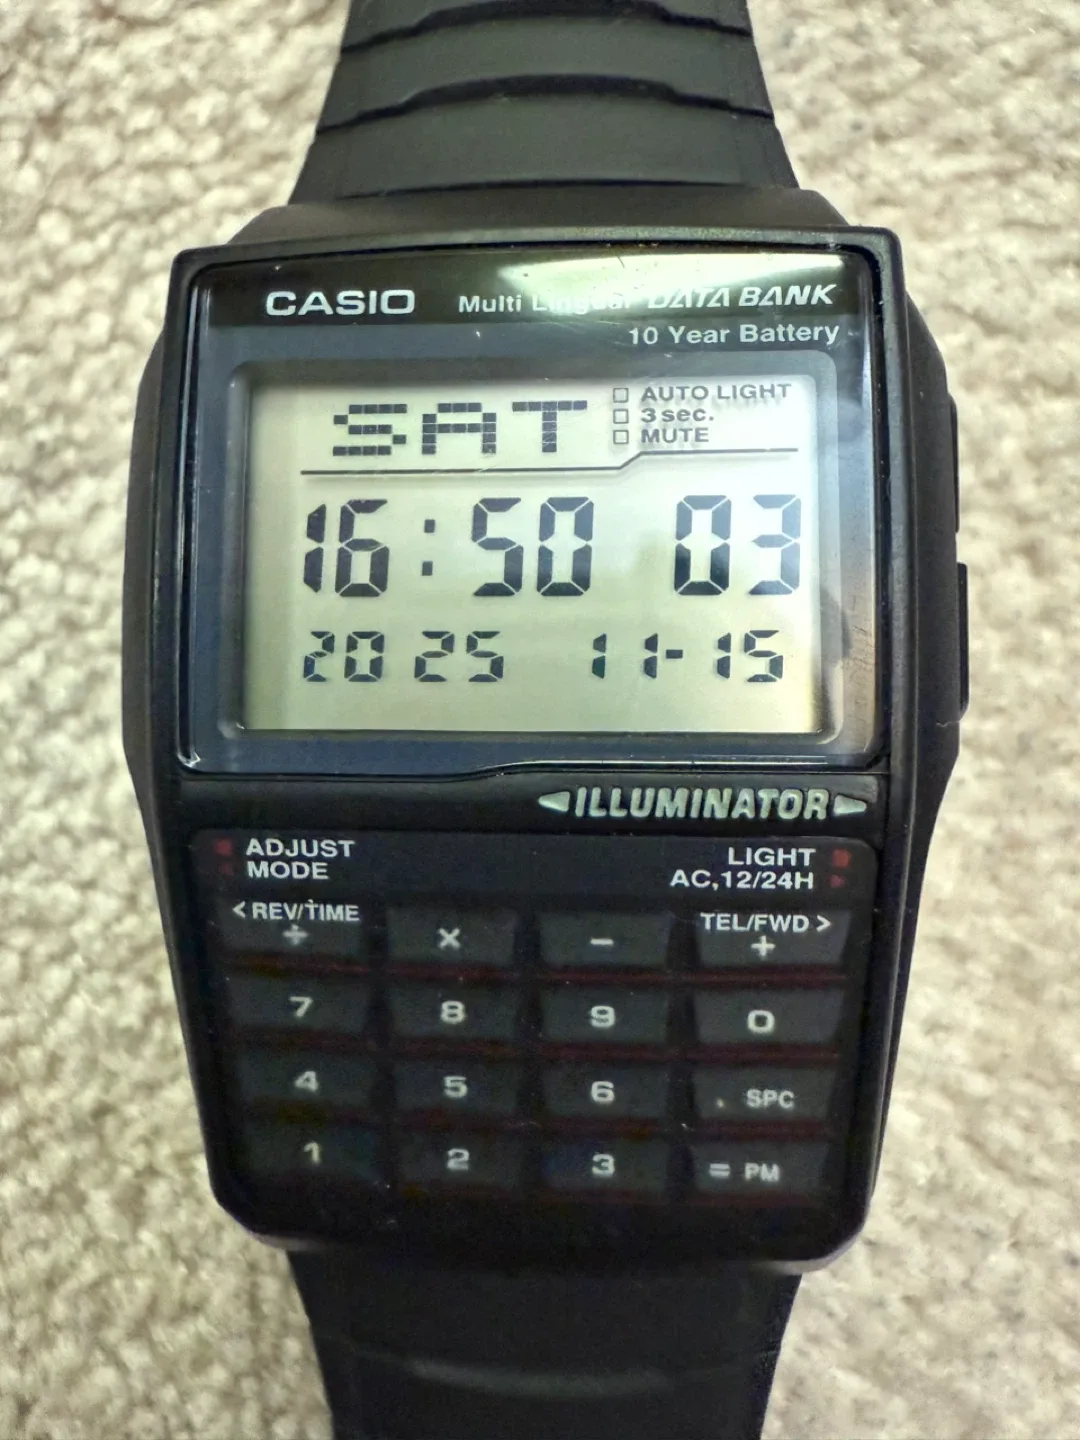 CASIO Multi Lingual DATA BANK
10 Year Battery
SAT
AUTO LIGHT
3 sec.
MUTE
16:50 03
2025 11-15
ILLUMINATOR
ADJUST
MODE
LIGHT
AC,12/24H
< REV/TIME TEL/FWD >
÷ × − +
7 8 9 0
4 5 6 . SPC
1 2 3 = PM